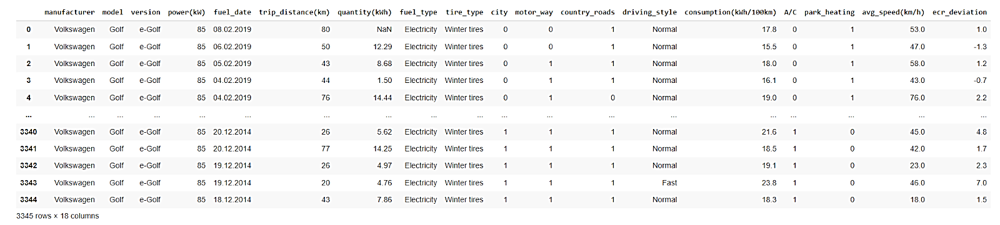 manufacturer model version power(kW) fuel_date trip_distance(km) quantity(kWh) fuel_type tire_type city motor_way country_roads driving_style consumption(kWh/100km) A/C park_heating avg_speed(km/h) ecr_deviation
0 Volkswagen Golf e-Golf 85 08.02.2019 80 NaN Electricity Winter tires 0 0 1 Normal 17.8 0 1 53.0 1.0
1 Volkswagen Golf e-Golf 85 06.02.2019 50 12.29 Electricity Winter tires 0 0 1 Normal 15.5 0 1 47.0 -1.3
2 Volkswagen Golf e-Golf 85 05.02.2019 43 8.68 Electricity Winter tires 0 1 1 Normal 18.0 0 1 58.0 1.2
3 Volkswagen Golf e-Golf 85 04.02.2019 44 1.50 Electricity Winter tires 0 1 1 Normal 16.1 0 1 43.0 -0.7
4 Volkswagen Golf e-Golf 85 04.02.2019 76 14.44 Electricity Winter tires 0 1 0 Normal 19.0 0 1 76.0 2.2
... ... ... ... ... ... ... ... ... ... ... ... ... ... ... ... ... ... ...
3340 Volkswagen Golf e-Golf 85 20.12.2014 26 5.62 Electricity Winter tires 1 1 1 Normal 21.6 1 0 45.0 4.8
3341 Volkswagen Golf e-Golf 85 20.12.2014 77 14.25 Electricity Winter tires 1 1 1 Normal 18.5 1 0 42.0 1.7
3342 Volkswagen Golf e-Golf 85 19.12.2014 26 4.97 Electricity Winter tires 1 1 1 Normal 19.1 1 0 23.0 2.3
3343 Volkswagen Golf e-Golf 85 19.12.2014 20 4.76 Electricity Winter tires 1 1 1 Fast 23.8 1 0 46.0 7.0
3344 Volkswagen Golf e-Golf 85 18.12.2014 43 7.86 Electricity Winter tires 1 1 1 Normal 18.3 1 0 18.0 1.5
3345 rows × 18 columns